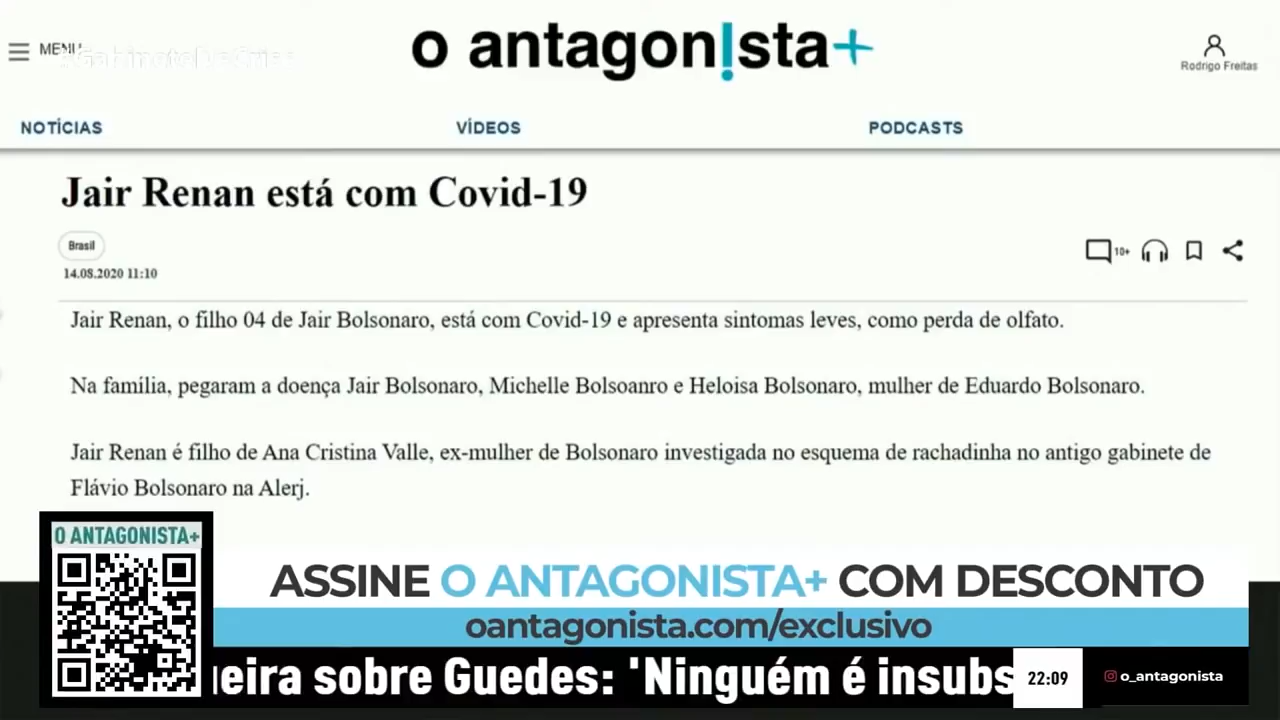 MENU
o antagon!sta+
Rodrigo Freitas
NOTÍCIAS
VÍDEOS
PODCASTS
Jair Renan está com Covid-19
Brasil
14.08.2020 11:10
10+
Jair Renan, o filho 04 de Jair Bolsonaro, está com Covid-19 e apresenta sintomas leves, como perda de olfato.
Na família, pegaram a doença Jair Bolsonaro, Michelle Bolsoanro e Heloisa Bolsonaro, mulher de Eduardo Bolsonaro.
Jair Renan é filho de Ana Cristina Valle, ex-mulher de Bolsonaro investigada no esquema de rachadinha no antigo gabinete de
Flávio Bolsonaro na Alerj.
O ANTAGONISTA+
ASSINE O ANTAGONISTA+ COM DESCONTO
oantagonista.com/exclusivo
ueira sobre Guedes: 'Ninguém é insubs
22:09
o_antagonista